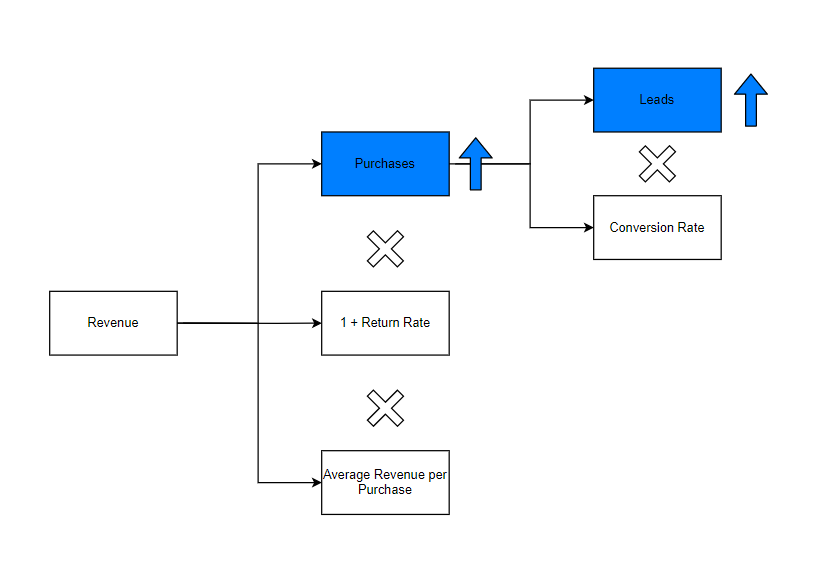 Leads
Purchases
Conversion Rate
Revenue
1 + Return Rate
Average Revenue per
Purchase